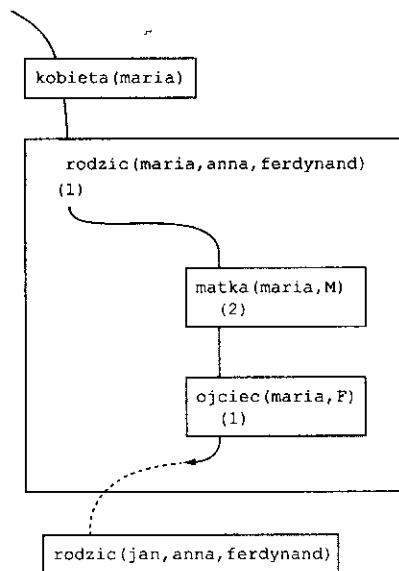 kobieta(maria)
rodzic(maria,anna,ferdynand)
(1)
matka(maria,M)
(2)
ojciec(maria,F)
(1)
rodzic(jan,anna,ferdynand)